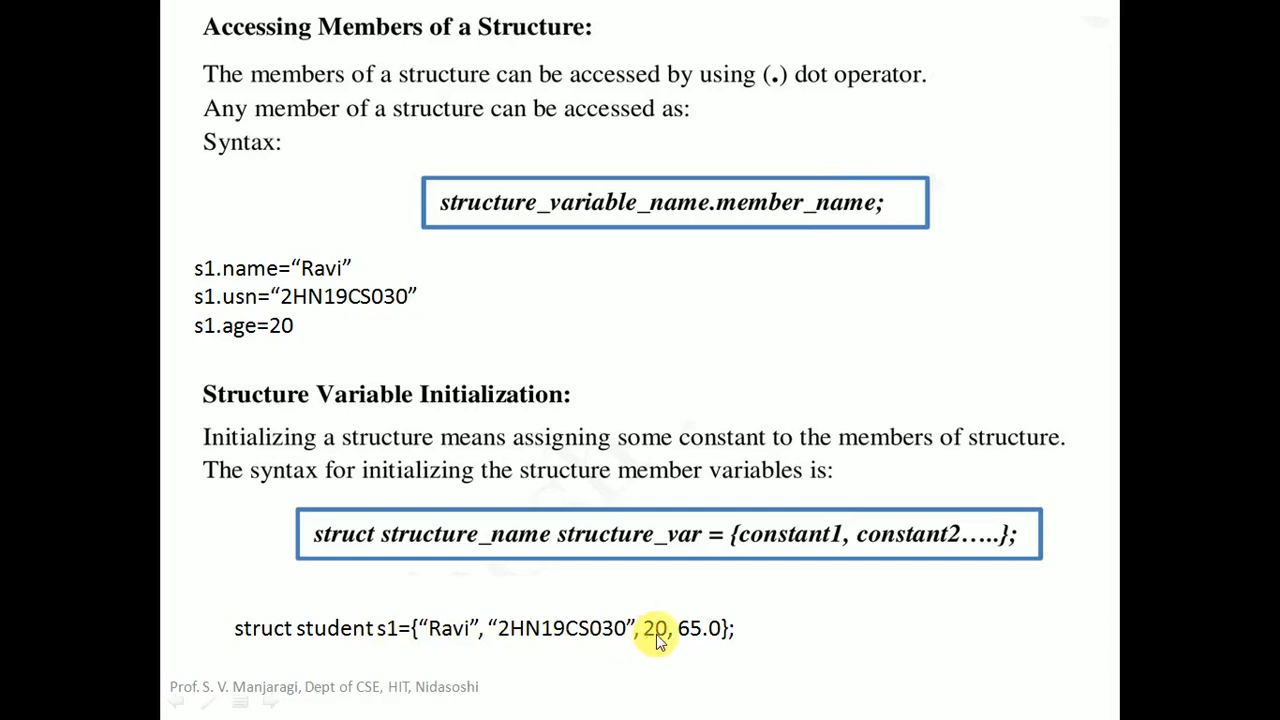 Accessing Members of a Structure:
The members of a structure can be accessed by using (.) dot operator.
Any member of a structure can be accessed as:
Syntax:
structure_variable_name.member_name;
s1.name=“Ravi”
s1.usn=“2HN19CS030”
s1.age=20
Structure Variable Initialization:
Initializing a structure means assigning some constant to the members of structure.
The syntax for initializing the structure member variables is:
struct structure_name structure_var = {constant1, constant2…..};
struct student s1={“Ravi”, “2HN19CS030”, 20, 65.0};
Prof. S. V. Manjaragi, Dept of CSE, HIT, Nidasoshi